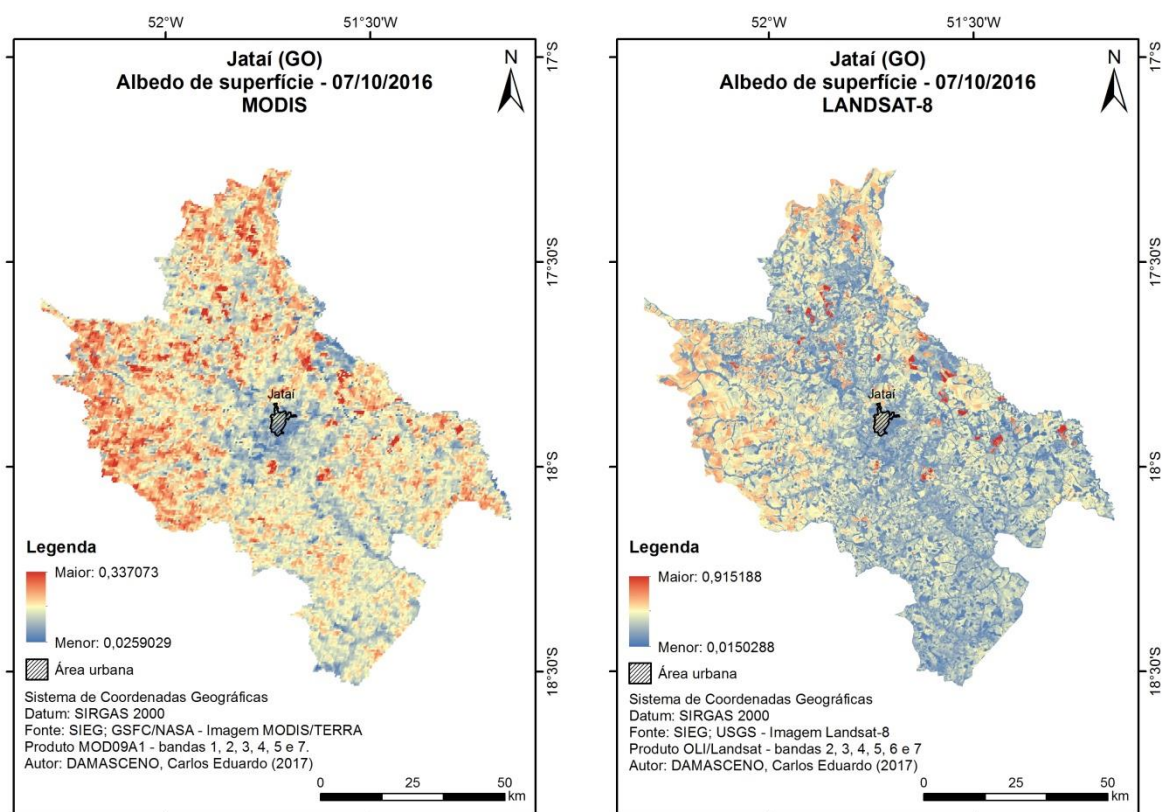 52°W
51°30'W
Jataí (GO)
Albedo de superfície - 07/10/2016
MODIS
N
17°S
17°30'S
18°S
18°30'S
Jataí
Legenda
Maior: 0,337073
Menor: 0,0259029
Área urbana
Sistema de Coordenadas Geográficas
Datum: SIRGAS 2000
Fonte: SIEG; GSFC/NASA - Imagem MODIS/TERRA
Produto MOD09A1 - bandas 1, 2, 3, 4, 5 e 7.
Autor: DAMASCENO, Carlos Eduardo (2017)
0 25 50
km
52°W
51°30'W
Jataí (GO)
Albedo de superfície - 07/10/2016
LANDSAT-8
N
17°S
17°30'S
18°S
18°30'S
Jataí
Legenda
Maior: 0,915188
Menor: 0,0150288
Área urbana
Sistema de Coordenadas Geográficas
Datum: SIRGAS 2000
Fonte: SIEG; USGS - Imagem Landsat-8
Produto OLI/Landsat - bandas 2, 3, 4, 5, 6 e 7
Autor: DAMASCENO, Carlos Eduardo (2017)
0 25 50
km